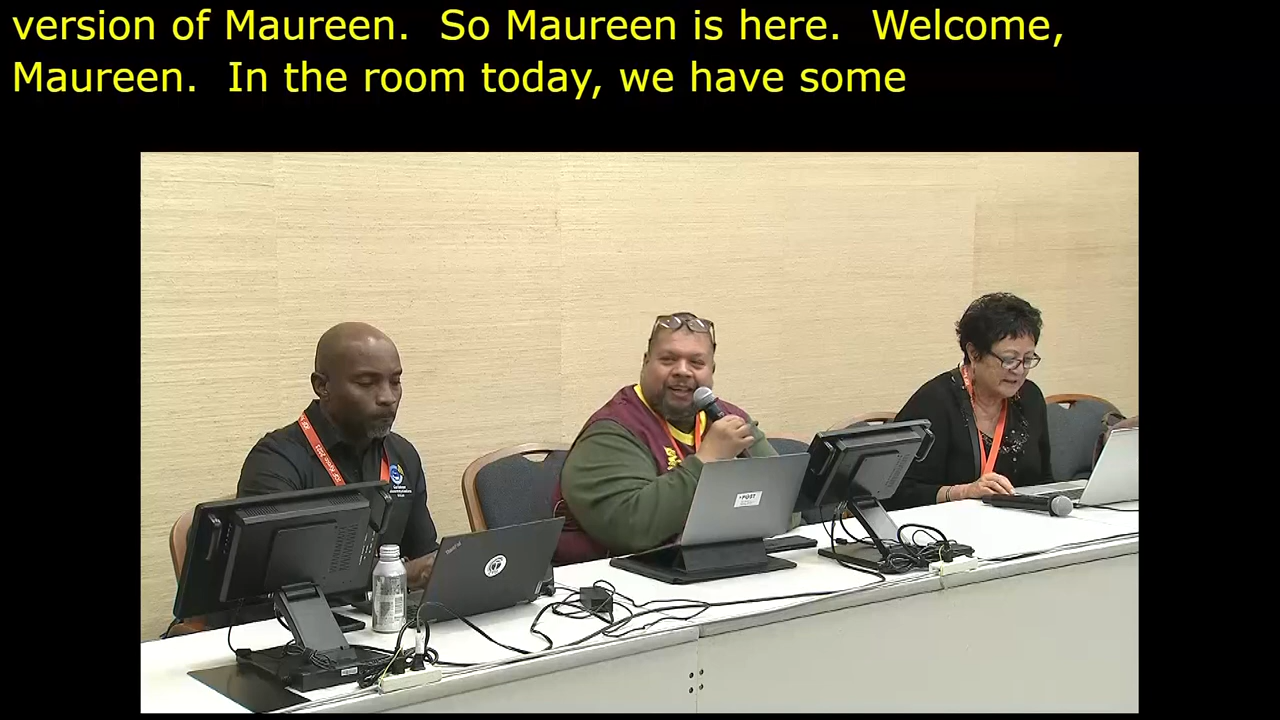 version of Maureen.  So Maureen is here.  Welcome,
Maureen.  In the room today, we have some